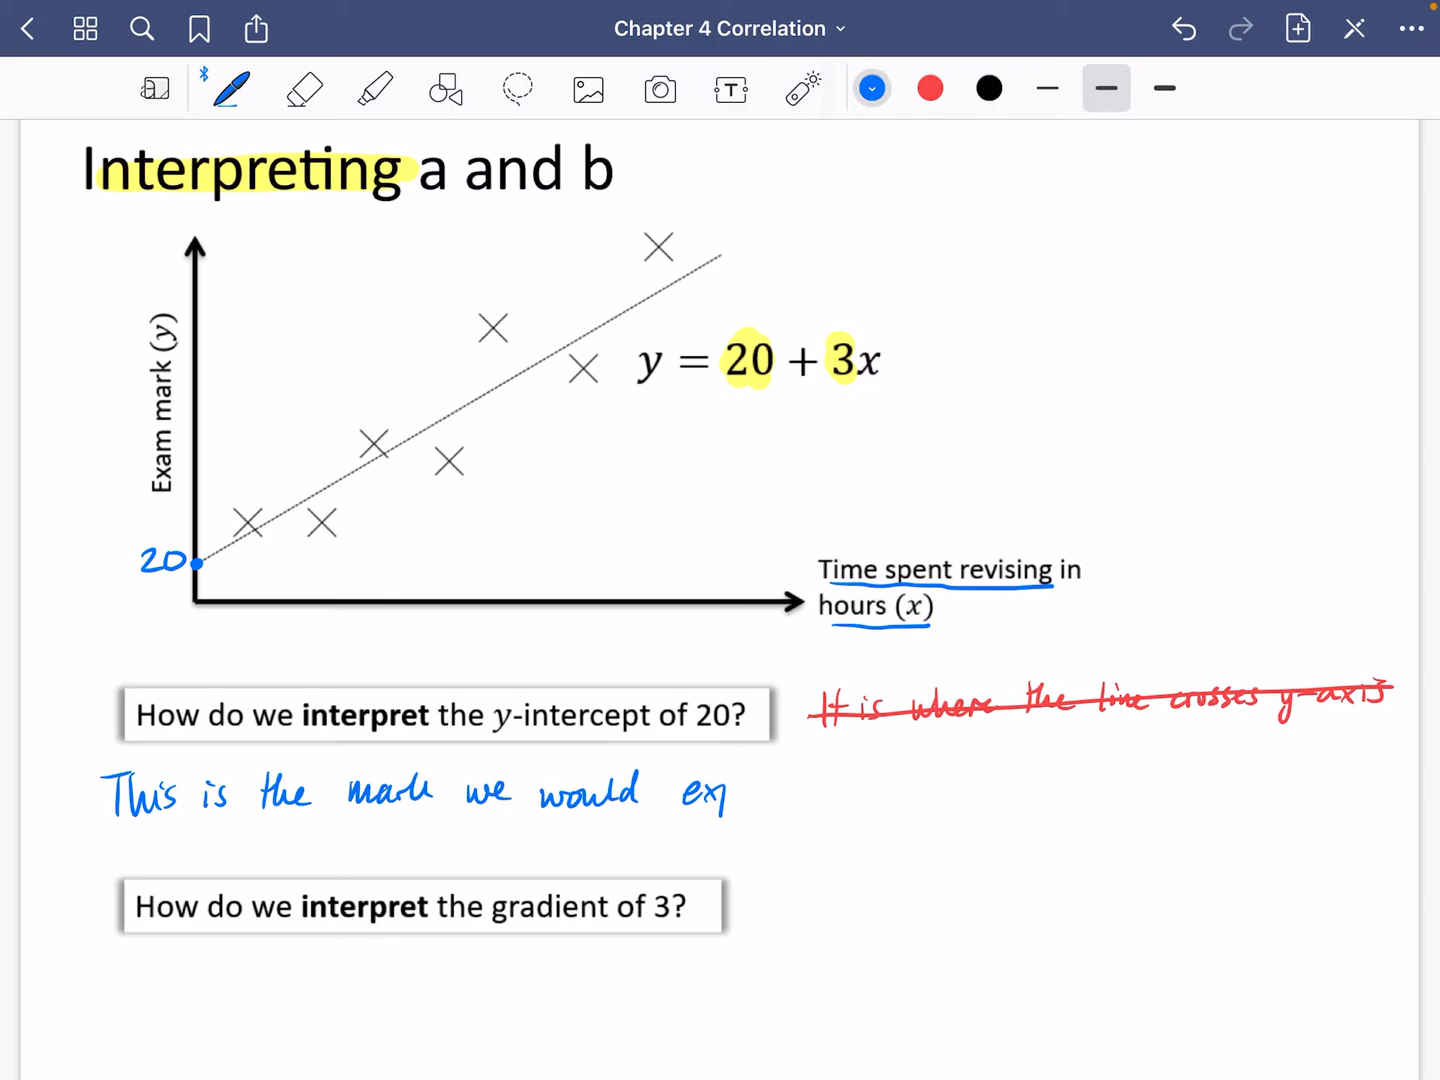 Chapter 4 Correlation
Interpreting a and b
Exam mark (y)
y = 20 + 3x
20
Time spent revising in
hours (x)
How do we interpret the y-intercept of 20?
It is where the line crosses y-axis
This is the mark we would exp
How do we interpret the gradient of 3?